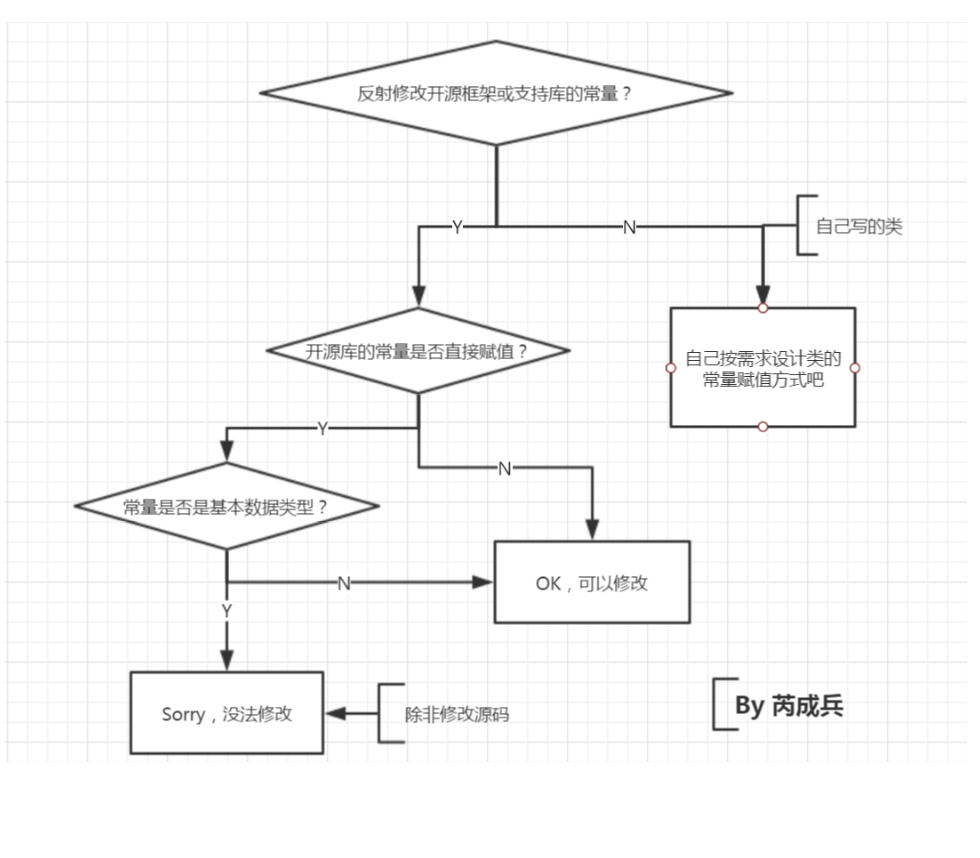 反射修改开源框架或支持库的常量？
Y
N
自己写的类
开源库的常量是否直接赋值？
自己按需求设计类的
常量赋值方式吧
Y
N
常量是否是基本数据类型？
N
OK，可以修改
Y
Sorry，没法修改
除非修改源码
By 芮成兵